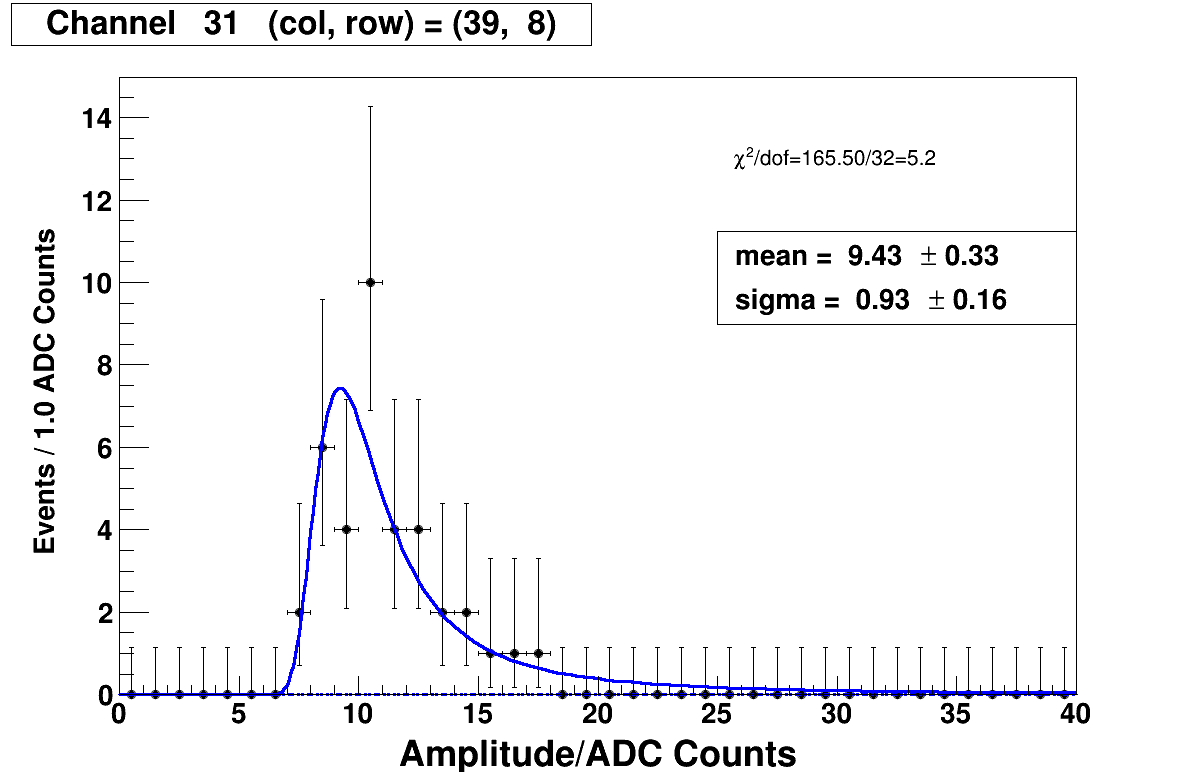 Channel 31 (col, row) = (39, 8)
χ²/dof=165.50/32=5.2
mean = 9.43 ± 0.33
sigma = 0.93 ± 0.16
Events / 1.0 ADC Counts
14
12
10
8
6
4
2
0
0 5 10 15 20 25 30 35 40
Amplitude/ADC Counts